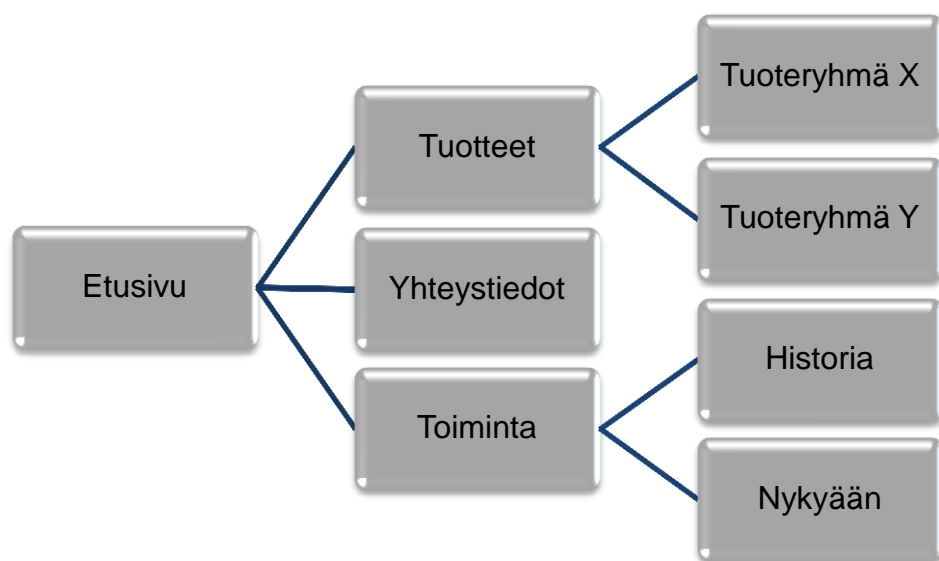 Etusivu
Tuotteet
Tuoteryhmä X
Tuoteryhmä Y
Yhteystiedot
Toiminta
Historia
Nykyään